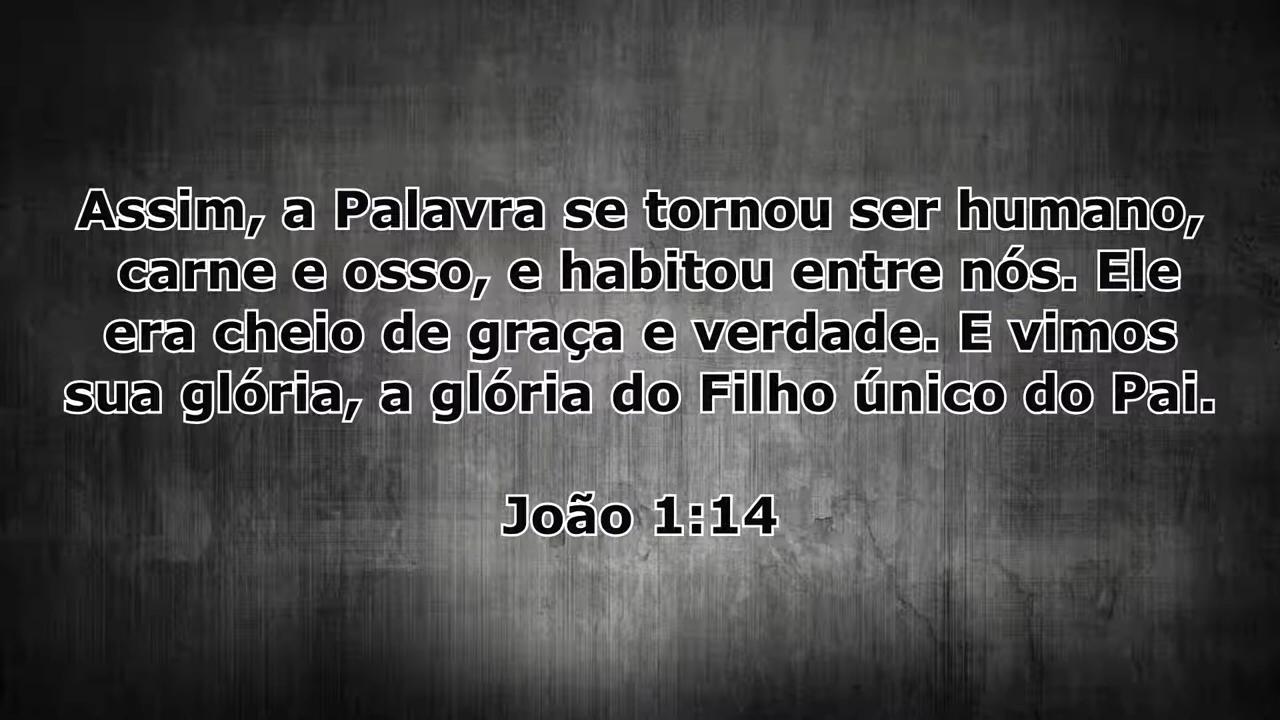 Assim, a Palavra se tornou ser humano,
carne e osso, e habitou entre nós. Ele
era cheio de graça e verdade. E vimos
sua glória, a glória do Filho único do Pai.
João 1:14